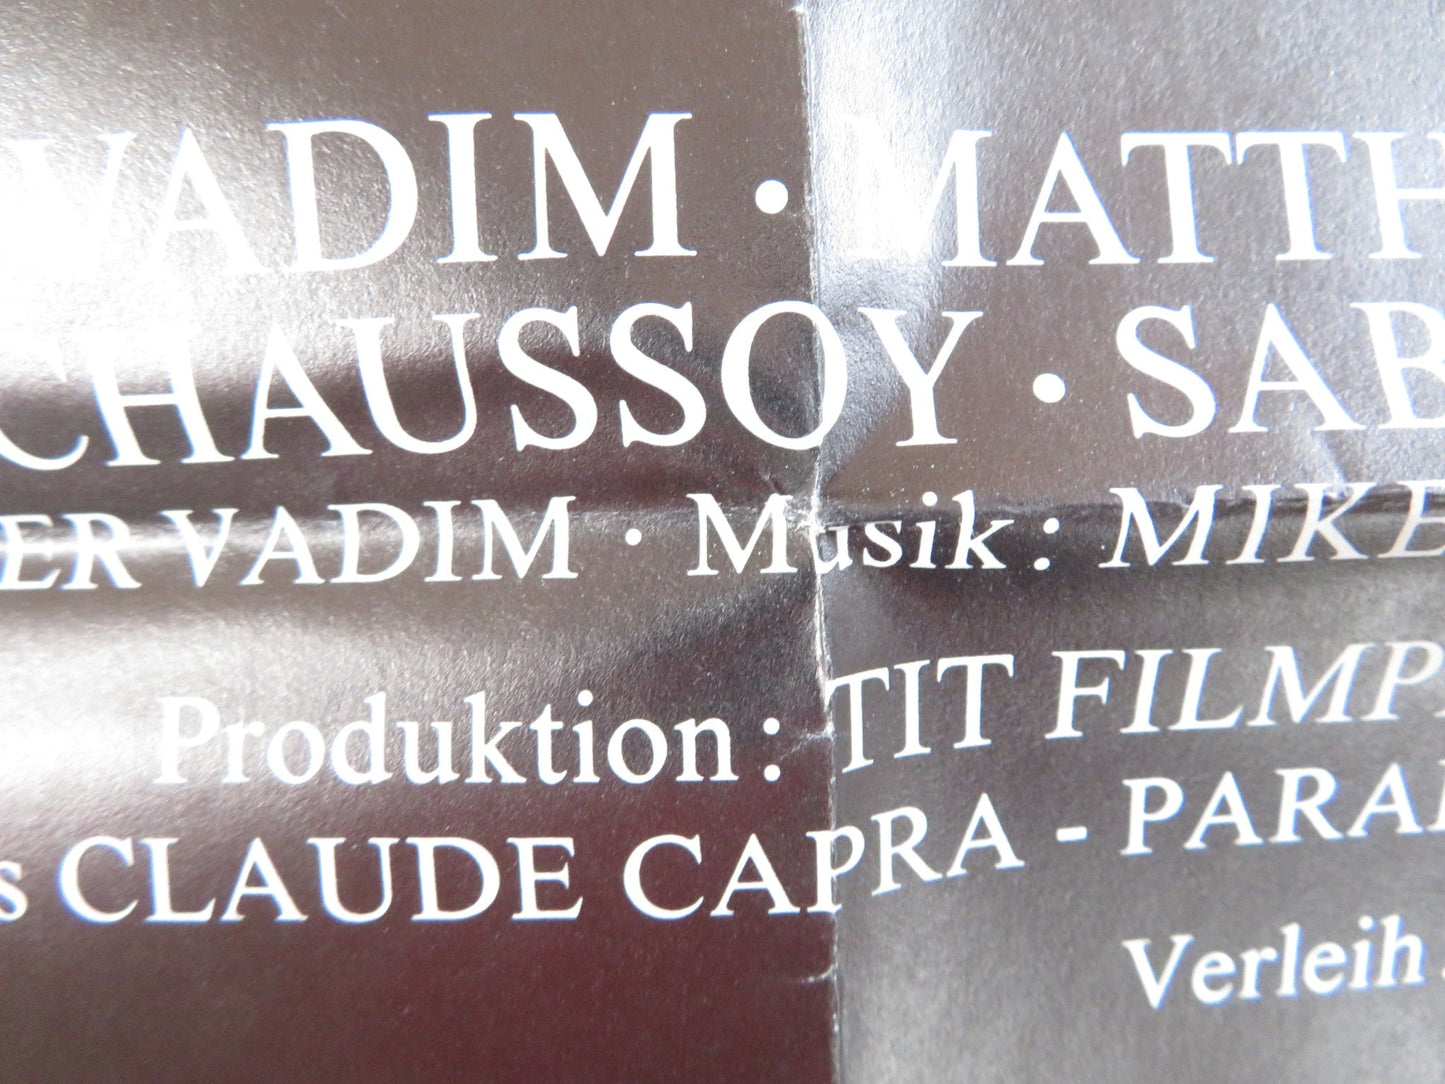 VADIM · MATTH
CHAUSSOY · SAB
ER VADIM · Musik: MIKE
Produktion: TIT FILMP
s CLAUDE CAPRA - PARA
Verleih